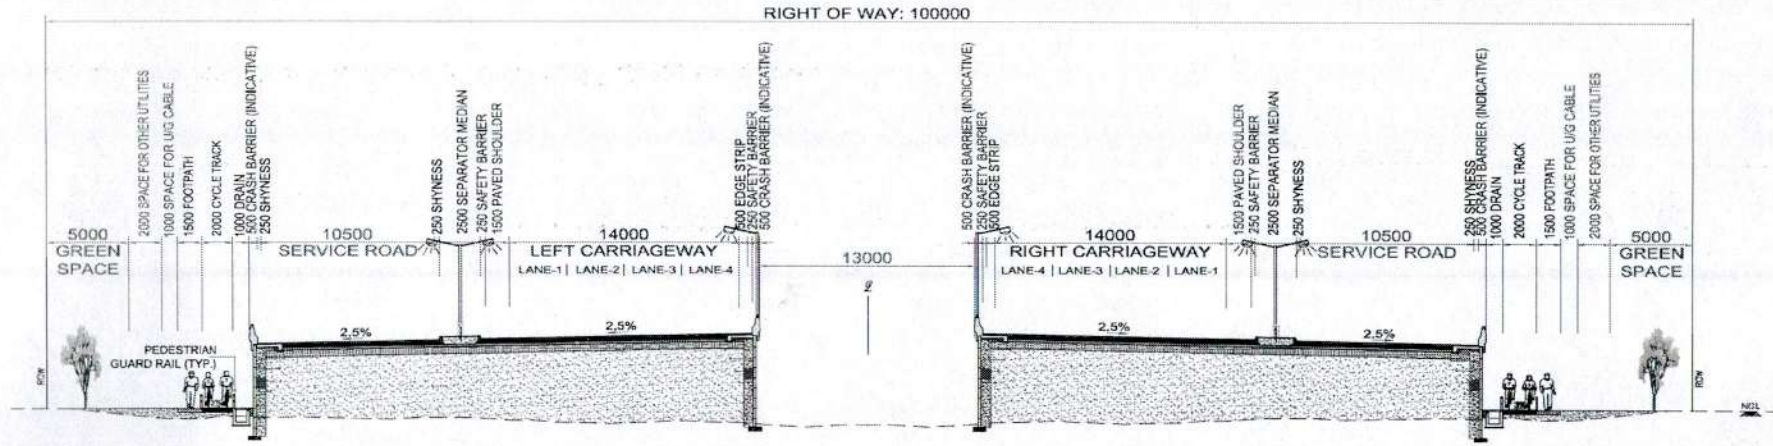 RIGHT OF WAY: 100000
5000
GREEN
SPACE
2000 SPACE FOR OTHER UTILITIES
1000 SPACE FOR U/G CABLE
1500 FOOTPATH
2000 CYCLE TRACK
1000 DRAIN
500 CRASH BARRIER (INDICATIVE)
250 SHYNESS
10500
SERVICE ROAD
250 SHYNESS
2500 SEPARATOR MEDIAN
250 SAFETY BARRIER
1500 PAVED SHOULDER
14000
LEFT CARRIAGEWAY
LANE-1 | LANE-2 | LANE-3 | LANE-4
500 EDGE STRIP
250 SAFETY BARRIER
500 CRASH BARRIER (INDICATIVE)
13000
500 CRASH BARRIER (INDICATIVE)
250 SAFETY BARRIER
500 EDGE STRIP
14000
RIGHT CARRIAGEWAY
LANE-4 | LANE-3 | LANE-2 | LANE-1
1500 PAVED SHOULDER
250 SAFETY BARRIER
2500 SEPARATOR MEDIAN
250 SHYNESS
10500
SERVICE ROAD
250 SHYNESS
500 CRASH BARRIER (INDICATIVE)
1000 DRAIN
2000 CYCLE TRACK
1500 FOOTPATH
1000 SPACE FOR U/G CABLE
2000 SPACE FOR OTHER UTILITIES
5000
GREEN
SPACE
2.5%
2.5%
2.5%
2.5%
PEDESTRIAN
GUARD RAIL (TYP.)
ROW
ROW
NGL